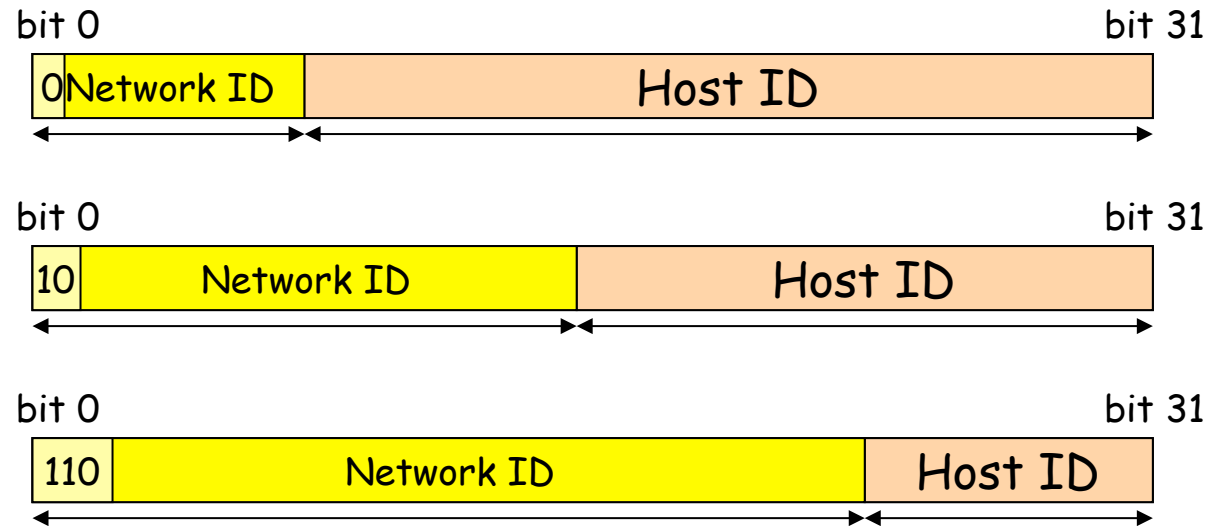 bit 0 bit 31
0 Network ID Host ID
bit 0 bit 31
10 Network ID Host ID
bit 0 bit 31
110 Network ID Host ID